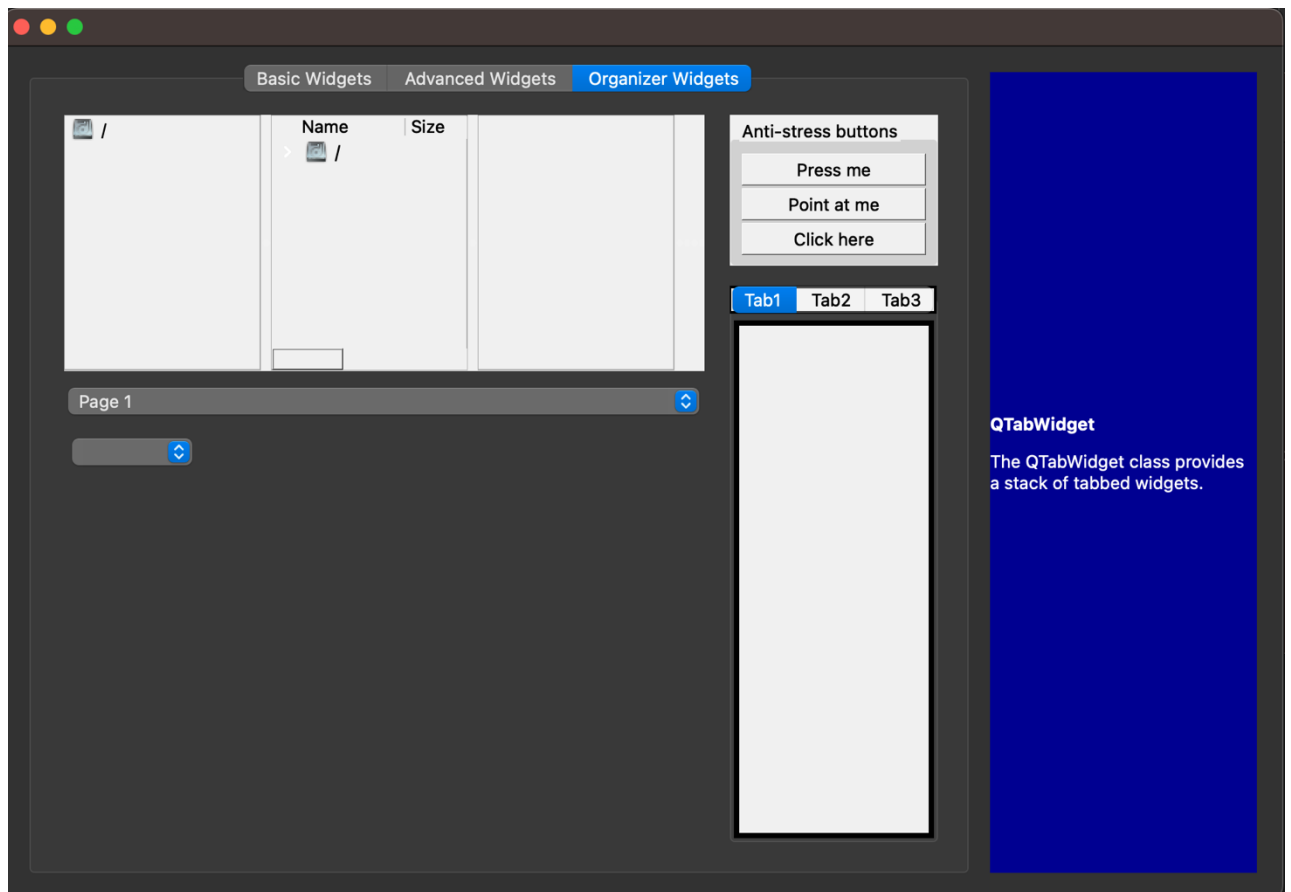 Basic Widgets
Advanced Widgets
Organizer Widgets
/
Name
Size
/
Anti-stress buttons
Press me
Point at me
Click here
Tab1
Tab2
Tab3
Page 1
QTabWidget
The QTabWidget class provides
a stack of tabbed widgets.